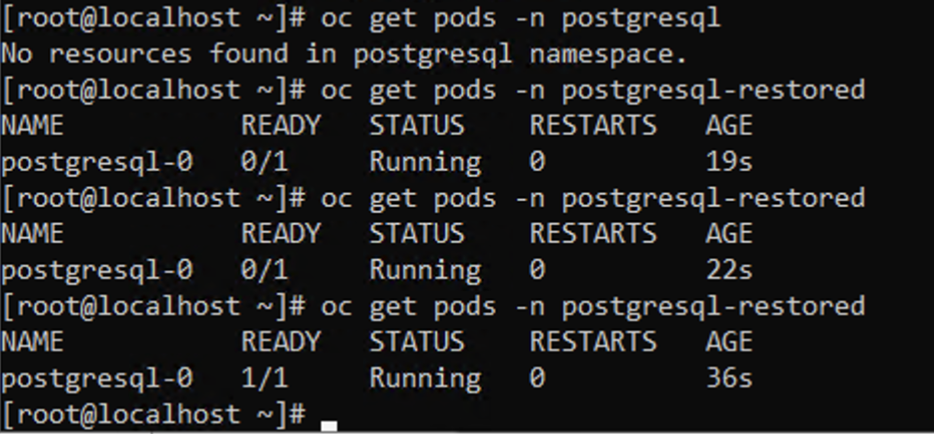 [root@localhost ~]# oc get pods -n postgresql
No resources found in postgresql namespace.
[root@localhost ~]# oc get pods -n postgresql-restored
NAME           READY   STATUS    RESTARTS   AGE
postgresql-0   0/1     Running   0          19s
[root@localhost ~]# oc get pods -n postgresql-restored
NAME           READY   STATUS    RESTARTS   AGE
postgresql-0   0/1     Running   0          22s
[root@localhost ~]# oc get pods -n postgresql-restored
NAME           READY   STATUS    RESTARTS   AGE
postgresql-0   1/1     Running   0          36s
[root@localhost ~]#